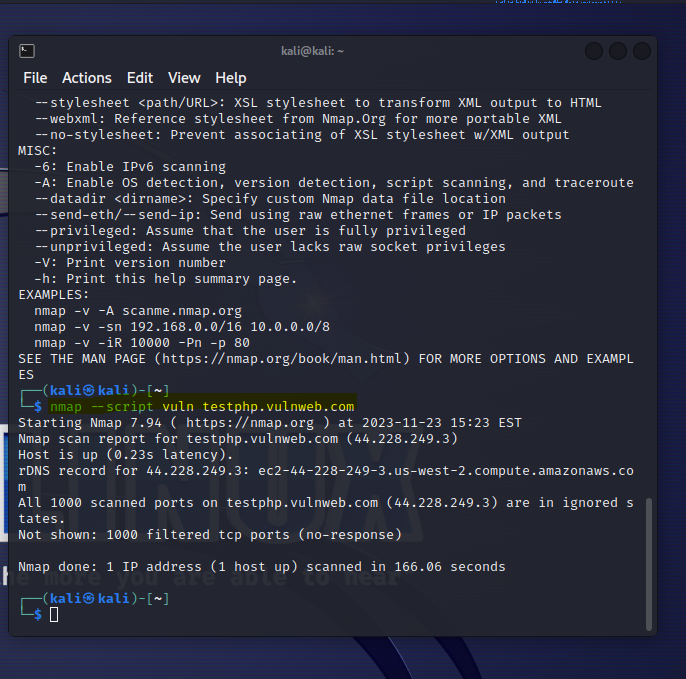 kali@kali: ~
File Actions Edit View Help
--stylesheet <path/URL>: XSL stylesheet to transform XML output to HTML
--webxml: Reference stylesheet from Nmap.Org for more portable XML
--no-stylesheet: Prevent associating of XSL stylesheet w/XML output
MISC:
-6: Enable IPv6 scanning
-A: Enable OS detection, version detection, script scanning, and traceroute
--datadir <dirname>: Specify custom Nmap data file location
--send-eth/--send-ip: Send using raw ethernet frames or IP packets
--privileged: Assume that the user is fully privileged
--unprivileged: Assume the user lacks raw socket privileges
-V: Print version number
-h: Print this help summary page.
EXAMPLES:
nmap -v -A scanme.nmap.org
nmap -v -sn 192.168.0.0/16 10.0.0.0/8
nmap -v -iR 10000 -Pn -p 80
SEE THE MAN PAGE (https://nmap.org/book/man.html) FOR MORE OPTIONS AND EXAMPL
ES
┌──(kali㉿kali)-[~]
└─$ nmap --script vuln testphp.vulnweb.com
Starting Nmap 7.94 ( https://nmap.org ) at 2023-11-23 15:23 EST
Nmap scan report for testphp.vulnweb.com (44.228.249.3)
Host is up (0.23s latency).
rDNS record for 44.228.249.3: ec2-44-228-249-3.us-west-2.compute.amazonaws.co
m
All 1000 scanned ports on testphp.vulnweb.com (44.228.249.3) are in ignored s
tates.
Not shown: 1000 filtered tcp ports (no-response)
Nmap done: 1 IP address (1 host up) scanned in 166.06 seconds
the more you are able to hear
┌──(kali㉿kali)-[~]
└─$